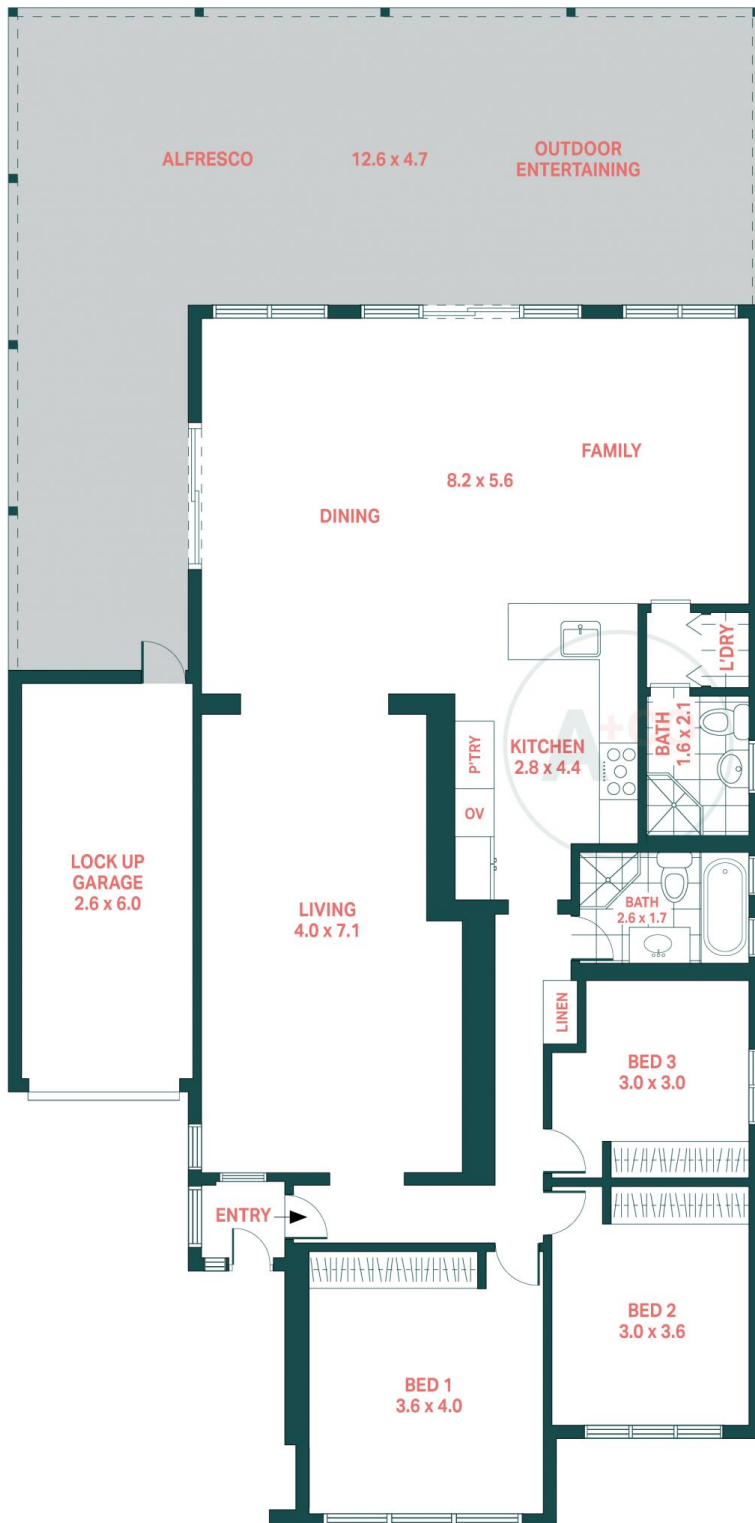 ALFRESCO 12.6 x 4.7 OUTDOOR
ENTERTAINING
FAMILY
8.2 x 5.6
DINING
L'DRY
BATH
1.6 x 2.1
P'TRY
KITCHEN
2.8 x 4.4
OV
LOCK UP
GARAGE
2.6 x 6.0
LIVING
4.0 x 7.1
BATH
2.6 x 1.7
LINEN
BED 3
3.0 x 3.0
ENTRY
BED 2
3.0 x 3.6
BED 1
3.6 x 4.0